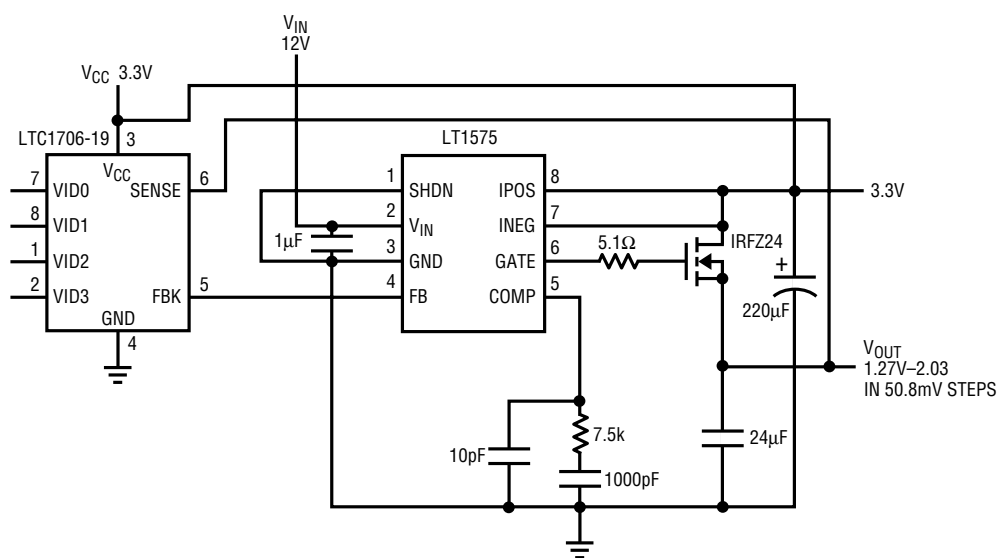 V_IN
12V
V_CC 3.3V
LTC1706-19
3
LT1575
V_CC
7
VID0
SENSE
6
8
VID1
1
VID2
2
VID3
FBK
5
GND
4
1µF
1
SHDN
IPOS
8
2
V_IN
INEG
7
3
GND
GATE
6
4
FB
COMP
5
3.3V
5.1Ω
IRFZ24
+
220µF
V_OUT
1.27V–2.03
IN 50.8mV STEPS
7.5k
10pF
1000pF
24µF